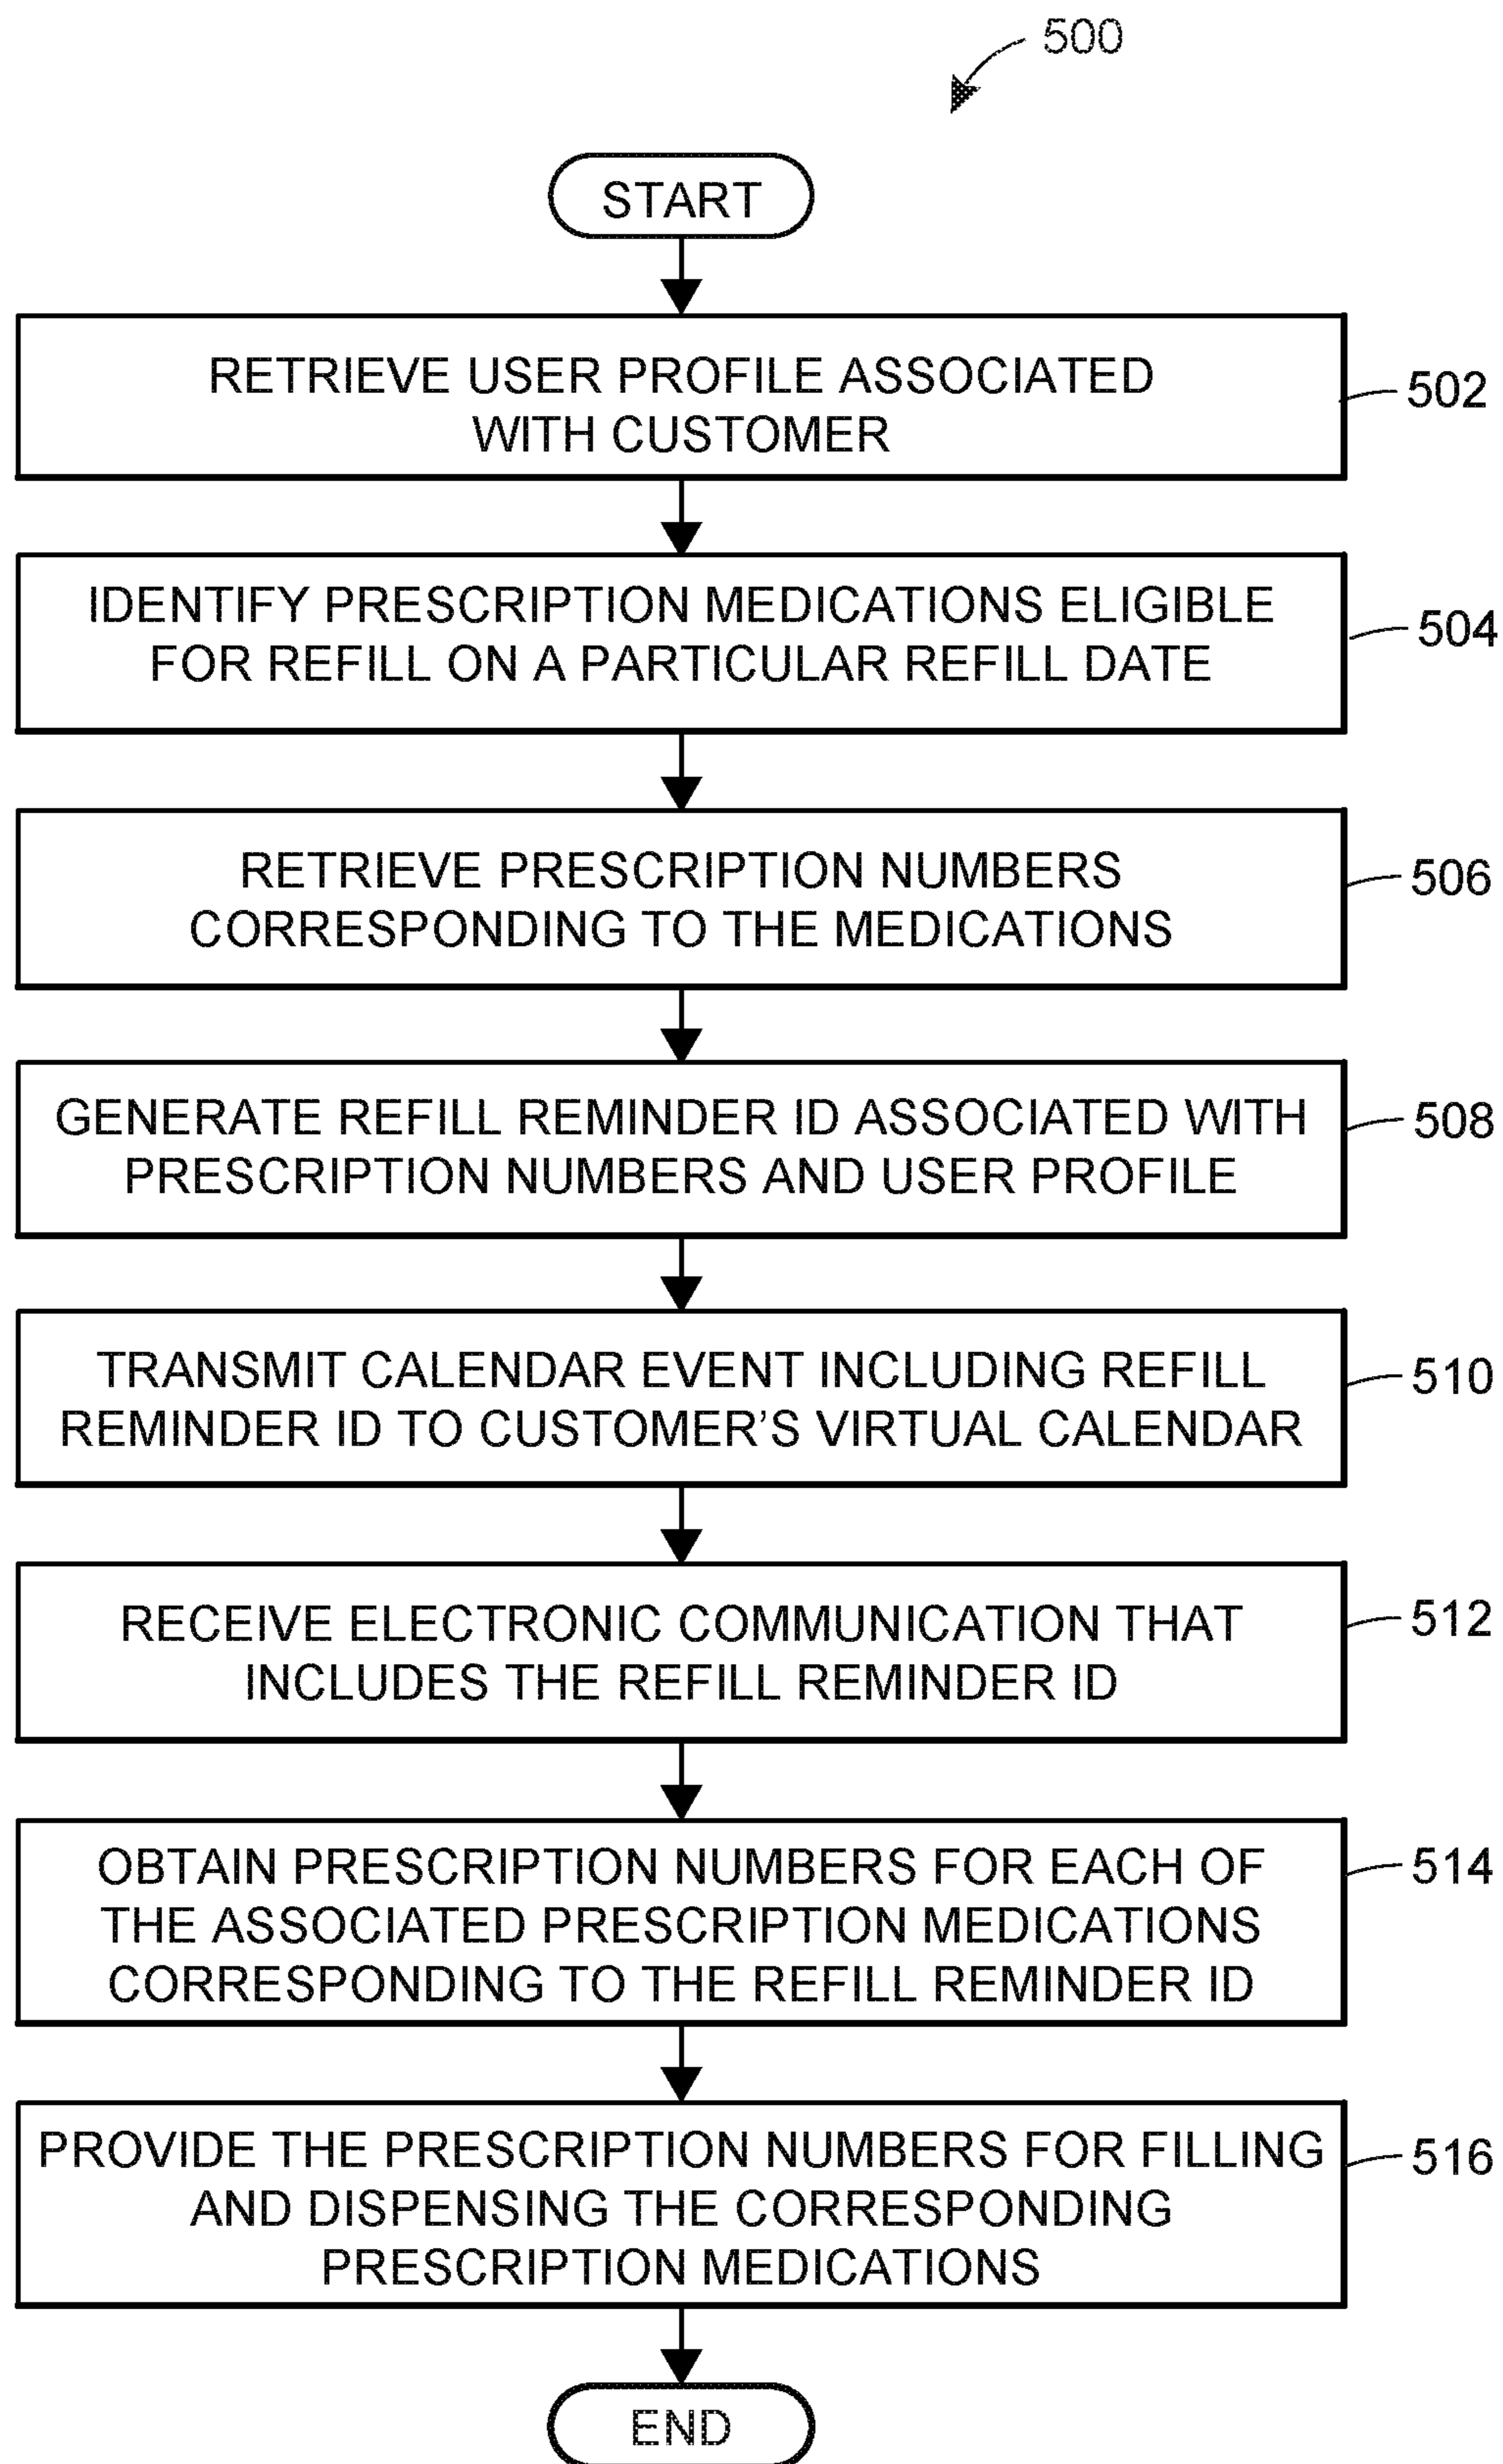 500
START
RETRIEVE USER PROFILE ASSOCIATED
WITH CUSTOMER
502
IDENTIFY PRESCRIPTION MEDICATIONS ELIGIBLE
FOR REFILL ON A PARTICULAR REFILL DATE
504
RETRIEVE PRESCRIPTION NUMBERS
CORRESPONDING TO THE MEDICATIONS
506
GENERATE REFILL REMINDER ID ASSOCIATED WITH
PRESCRIPTION NUMBERS AND USER PROFILE
508
TRANSMIT CALENDAR EVENT INCLUDING REFILL
REMINDER ID TO CUSTOMER’S VIRTUAL CALENDAR
510
RECEIVE ELECTRONIC COMMUNICATION THAT
INCLUDES THE REFILL REMINDER ID
512
OBTAIN PRESCRIPTION NUMBERS FOR EACH OF
THE ASSOCIATED PRESCRIPTION MEDICATIONS
CORRESPONDING TO THE REFILL REMINDER ID
514
PROVIDE THE PRESCRIPTION NUMBERS FOR FILLING
AND DISPENSING THE CORRESPONDING
PRESCRIPTION MEDICATIONS
516
END